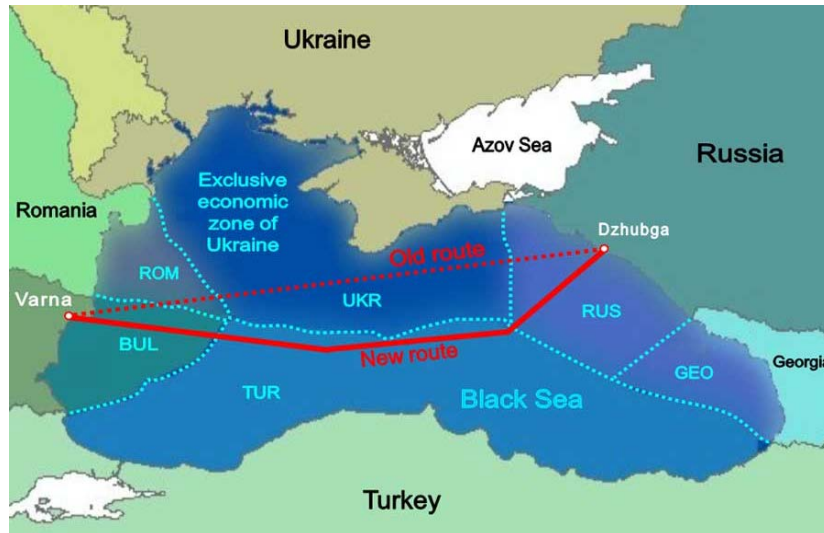 Ukraine
Azov Sea
Russia
Exclusive
economic
zone of
Ukraine
Romania
Dzhubga
Old route
ROM
Varna
UKR
RUS
BUL
New route
Georgia
GEO
TUR
Black Sea
Turkey